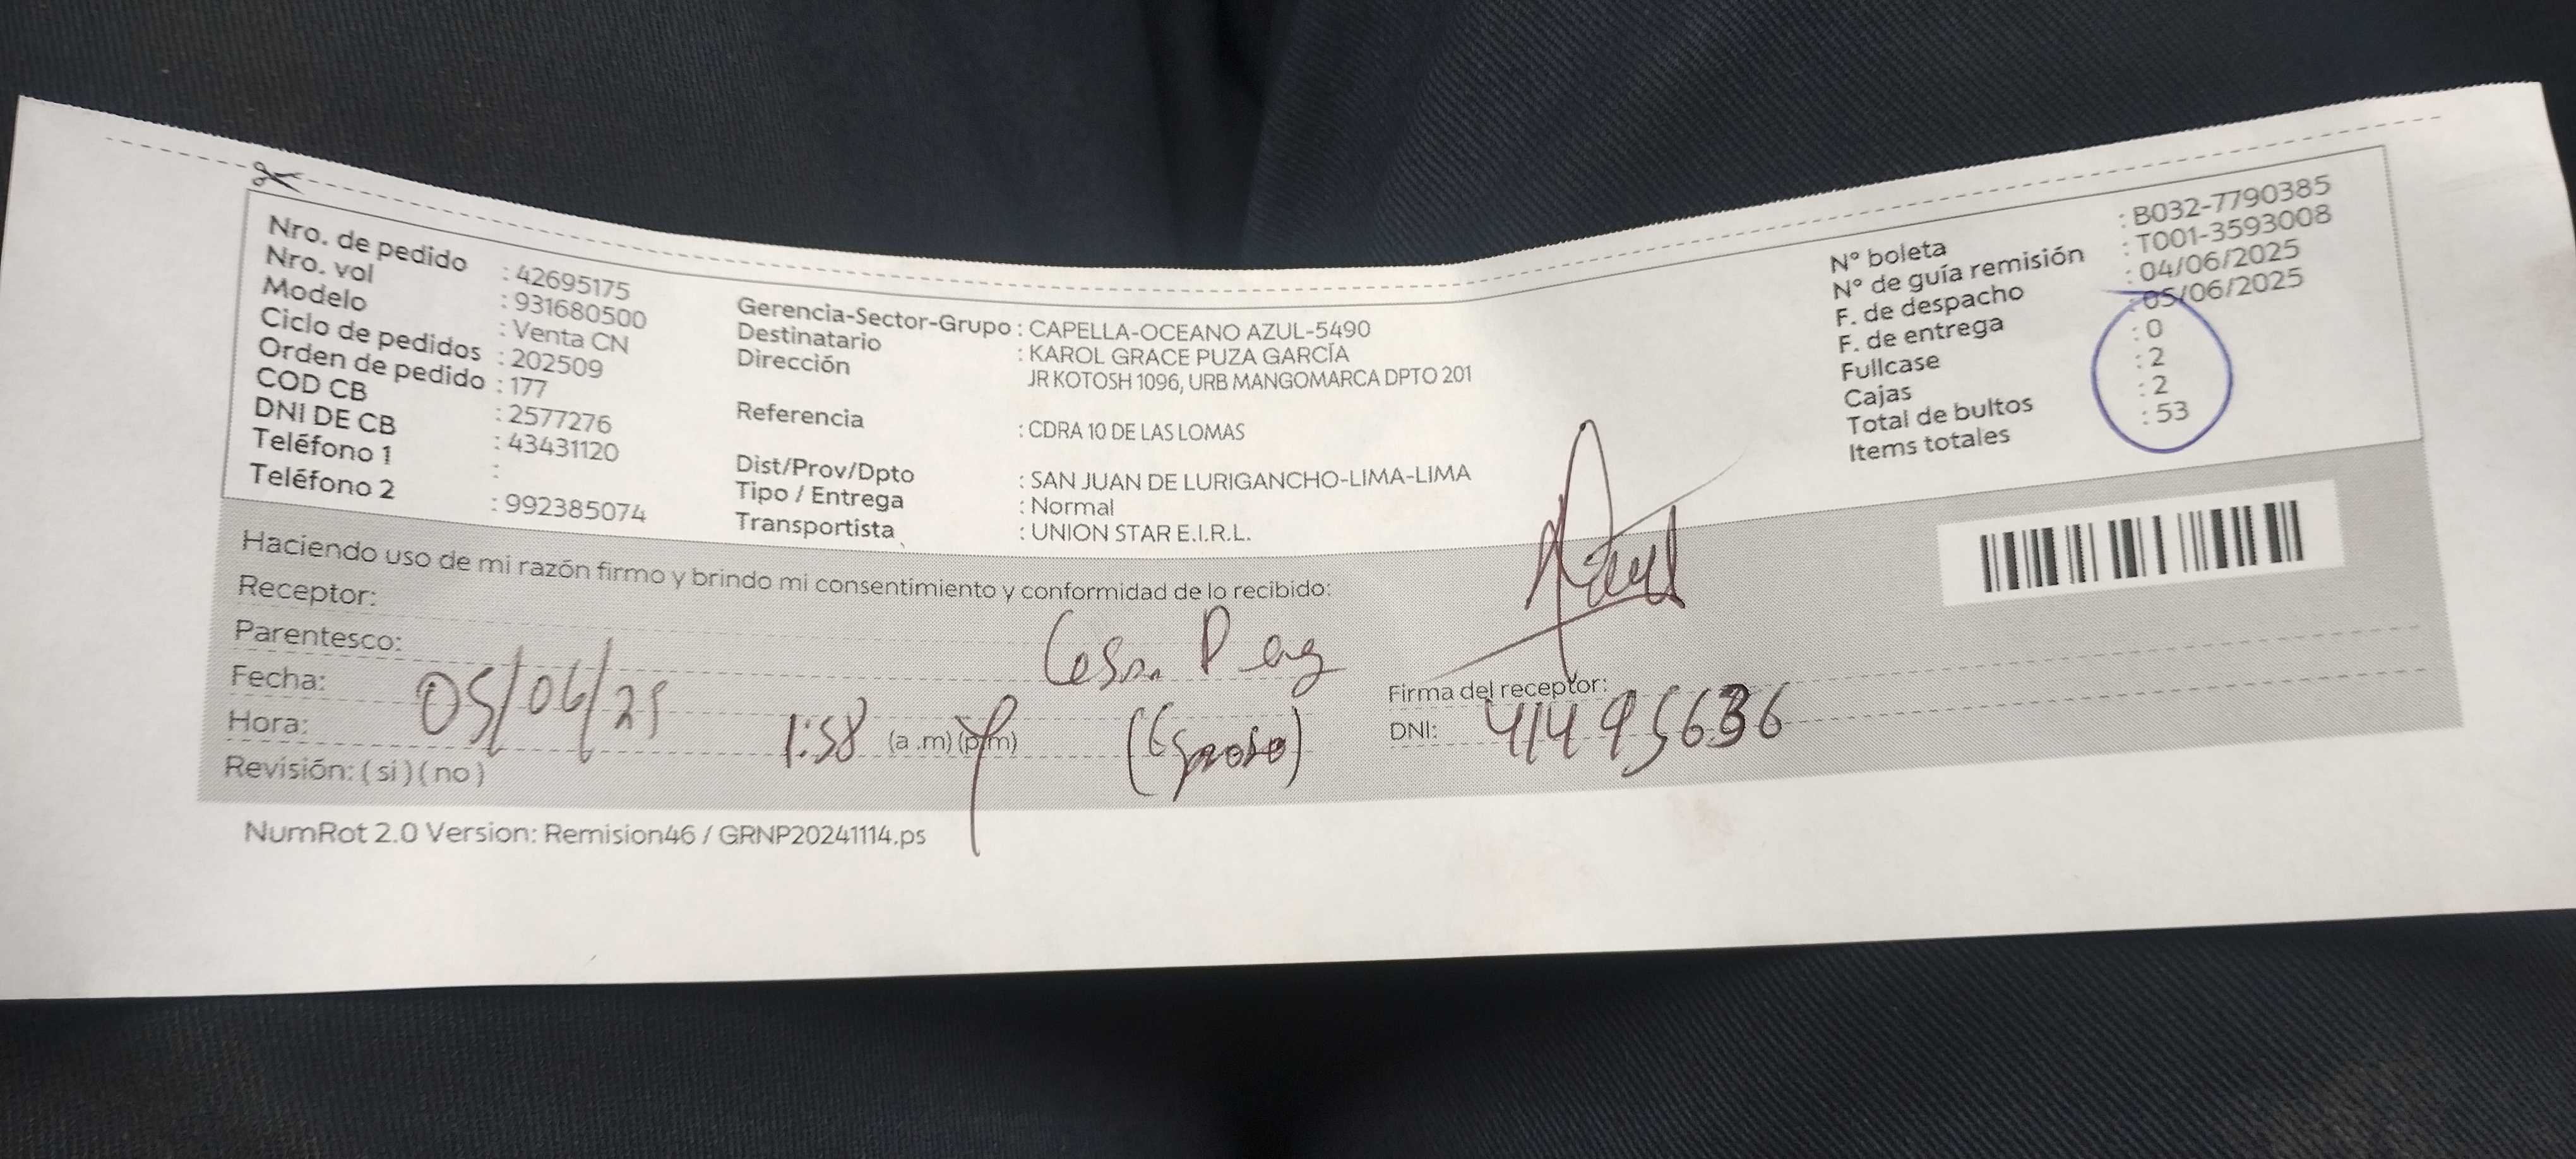 Nro. de pedido : 42695175
Nro. vol : 931680500
Modelo : Venta CN
Ciclo de pedidos : 202509
Orden de pedido : 177
COD CB : 2577276
DNI DE CB : 43431120
Teléfono 1 :
Teléfono 2 : 992385074
Gerencia-Sector-Grupo : CAPELLA-OCEANO AZUL-5490
Destinatario : KAROL GRACE PUZA GARCÍA
Dirección JR KOTOSH 1096, URB MANGOMARCA DPTO 201
Referencia : CDRA 10 DE LAS LOMAS
Dist/Prov/Dpto : SAN JUAN DE LURIGANCHO-LIMA-LIMA
Tipo / Entrega : Normal
Transportista : UNION STAR E.I.R.L.
N° boleta : B032-7790385
N° de guía remisión : T001-3593008
F. de despacho : 04/06/2025
F. de entrega : 05/06/2025
Fullcase : 0
Cajas : 2
Total de bultos : 2
Items totales : 53
Haciendo uso de mi razón firmo y brindo mi consentimiento y conformidad de lo recibido:
Receptor:
Parentesco: (Esposo)
Fecha: 05/06/25
Hora: 1:58 (a.m)(p.m)
Revisión: (si)(no)
Firma del receptor:
DNI: 41495636
NumRot 2.0 Version: Remision46 / GRNP20241114.ps